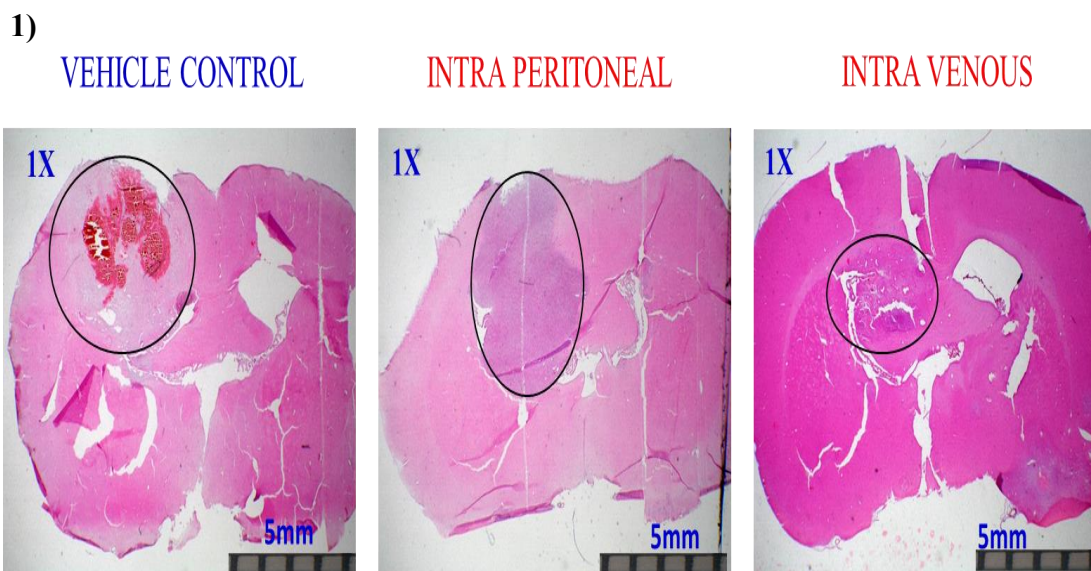 1)
VEHICLE CONTROL
INTRA PERITONEAL
INTRA VENOUS
1X
1X
1X
5mm
5mm
5mm